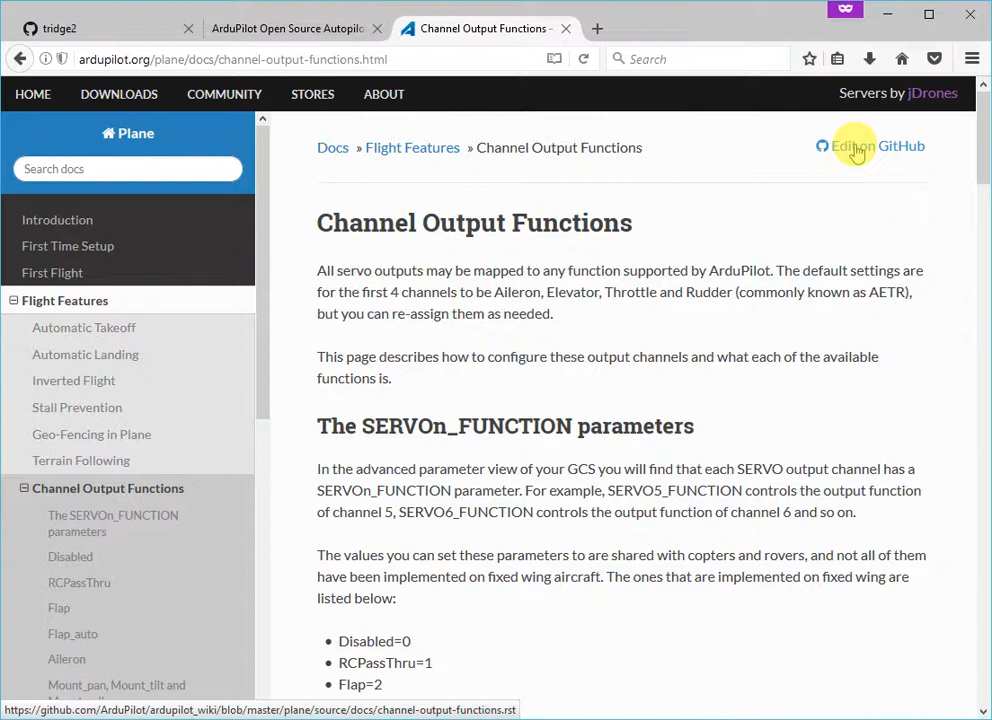 tridge2
ArduPilot Open Source Autopilo
Channel Output Functions –
ardupilot.org/plane/docs/channel-output-functions.html
Search
HOME
DOWNLOADS
COMMUNITY
STORES
ABOUT
Servers by jDrones
Plane
Search docs
Introduction
First Time Setup
First Flight
Flight Features
Automatic Takeoff
Automatic Landing
Inverted Flight
Stall Prevention
Geo-Fencing in Plane
Terrain Following
Channel Output Functions
The SERVOn_FUNCTION
parameters
Disabled
RCPassThru
Flap
Flap_auto
Aileron
Mount_pan, Mount_tilt and
Docs » Flight Features » Channel Output Functions
Edit on GitHub
Channel Output Functions
All servo outputs may be mapped to any function supported by ArduPilot. The default settings are
for the first 4 channels to be Aileron, Elevator, Throttle and Rudder (commonly known as AETR),
but you can re-assign them as needed.
This page describes how to configure these output channels and what each of the available
functions is.
The SERVOn_FUNCTION parameters
In the advanced parameter view of your GCS you will find that each SERVO output channel has a
SERVOn_FUNCTION parameter. For example, SERVO5_FUNCTION controls the output function
of channel 5, SERVO6_FUNCTION controls the output function of channel 6 and so on.
The values you can set these parameters to are shared with copters and rovers, and not all of them
have been implemented on fixed wing aircraft. The ones that are implemented on fixed wing are
listed below:
• Disabled=0
• RCPassThru=1
• Flap=2
https://github.com/ArduPilot/ardupilot_wiki/blob/master/plane/source/docs/channel-output-functions.rst